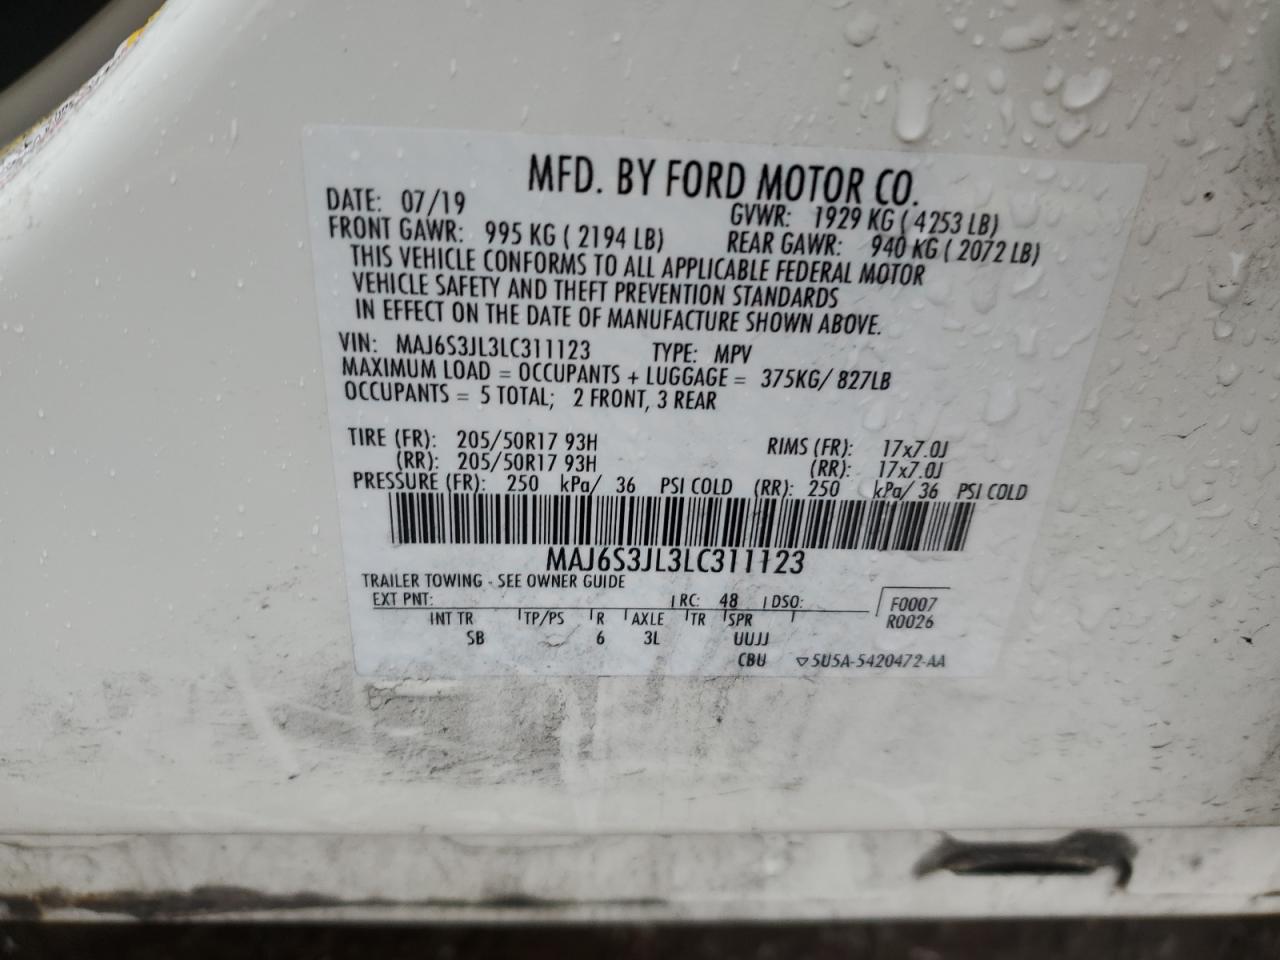 MFD. BY FORD MOTOR CO.
DATE: 07/19 GVWR: 1929 KG ( 4253 LB)
FRONT GAWR: 995 KG ( 2194 LB) REAR GAWR: 940 KG ( 2072 LB)
THIS VEHICLE CONFORMS TO ALL APPLICABLE FEDERAL MOTOR
VEHICLE SAFETY AND THEFT PREVENTION STANDARDS
IN EFFECT ON THE DATE OF MANUFACTURE SHOWN ABOVE.
VIN: MAJ6S3JL3LC311123 TYPE: MPV
MAXIMUM LOAD = OCCUPANTS + LUGGAGE = 375KG/ 827LB
OCCUPANTS = 5 TOTAL; 2 FRONT, 3 REAR
TIRE (FR): 205/50R17 93H RIMS (FR): 17x7.0J
(RR): 205/50R17 93H (RR): 17x7.0J
PRESSURE (FR): 250 kPa/ 36 PSI COLD (RR): 250 kPa/ 36 PSI COLD
MAJ6S3JL3LC311123
TRAILER TOWING - SEE OWNER GUIDE
EXT PNT: RC: 48 DSO: F0007
INT TR TP/PS R AXLE TR SPR R0026
SB 6 3L UUJJ
CBU ▽5U5A-5420472-AA